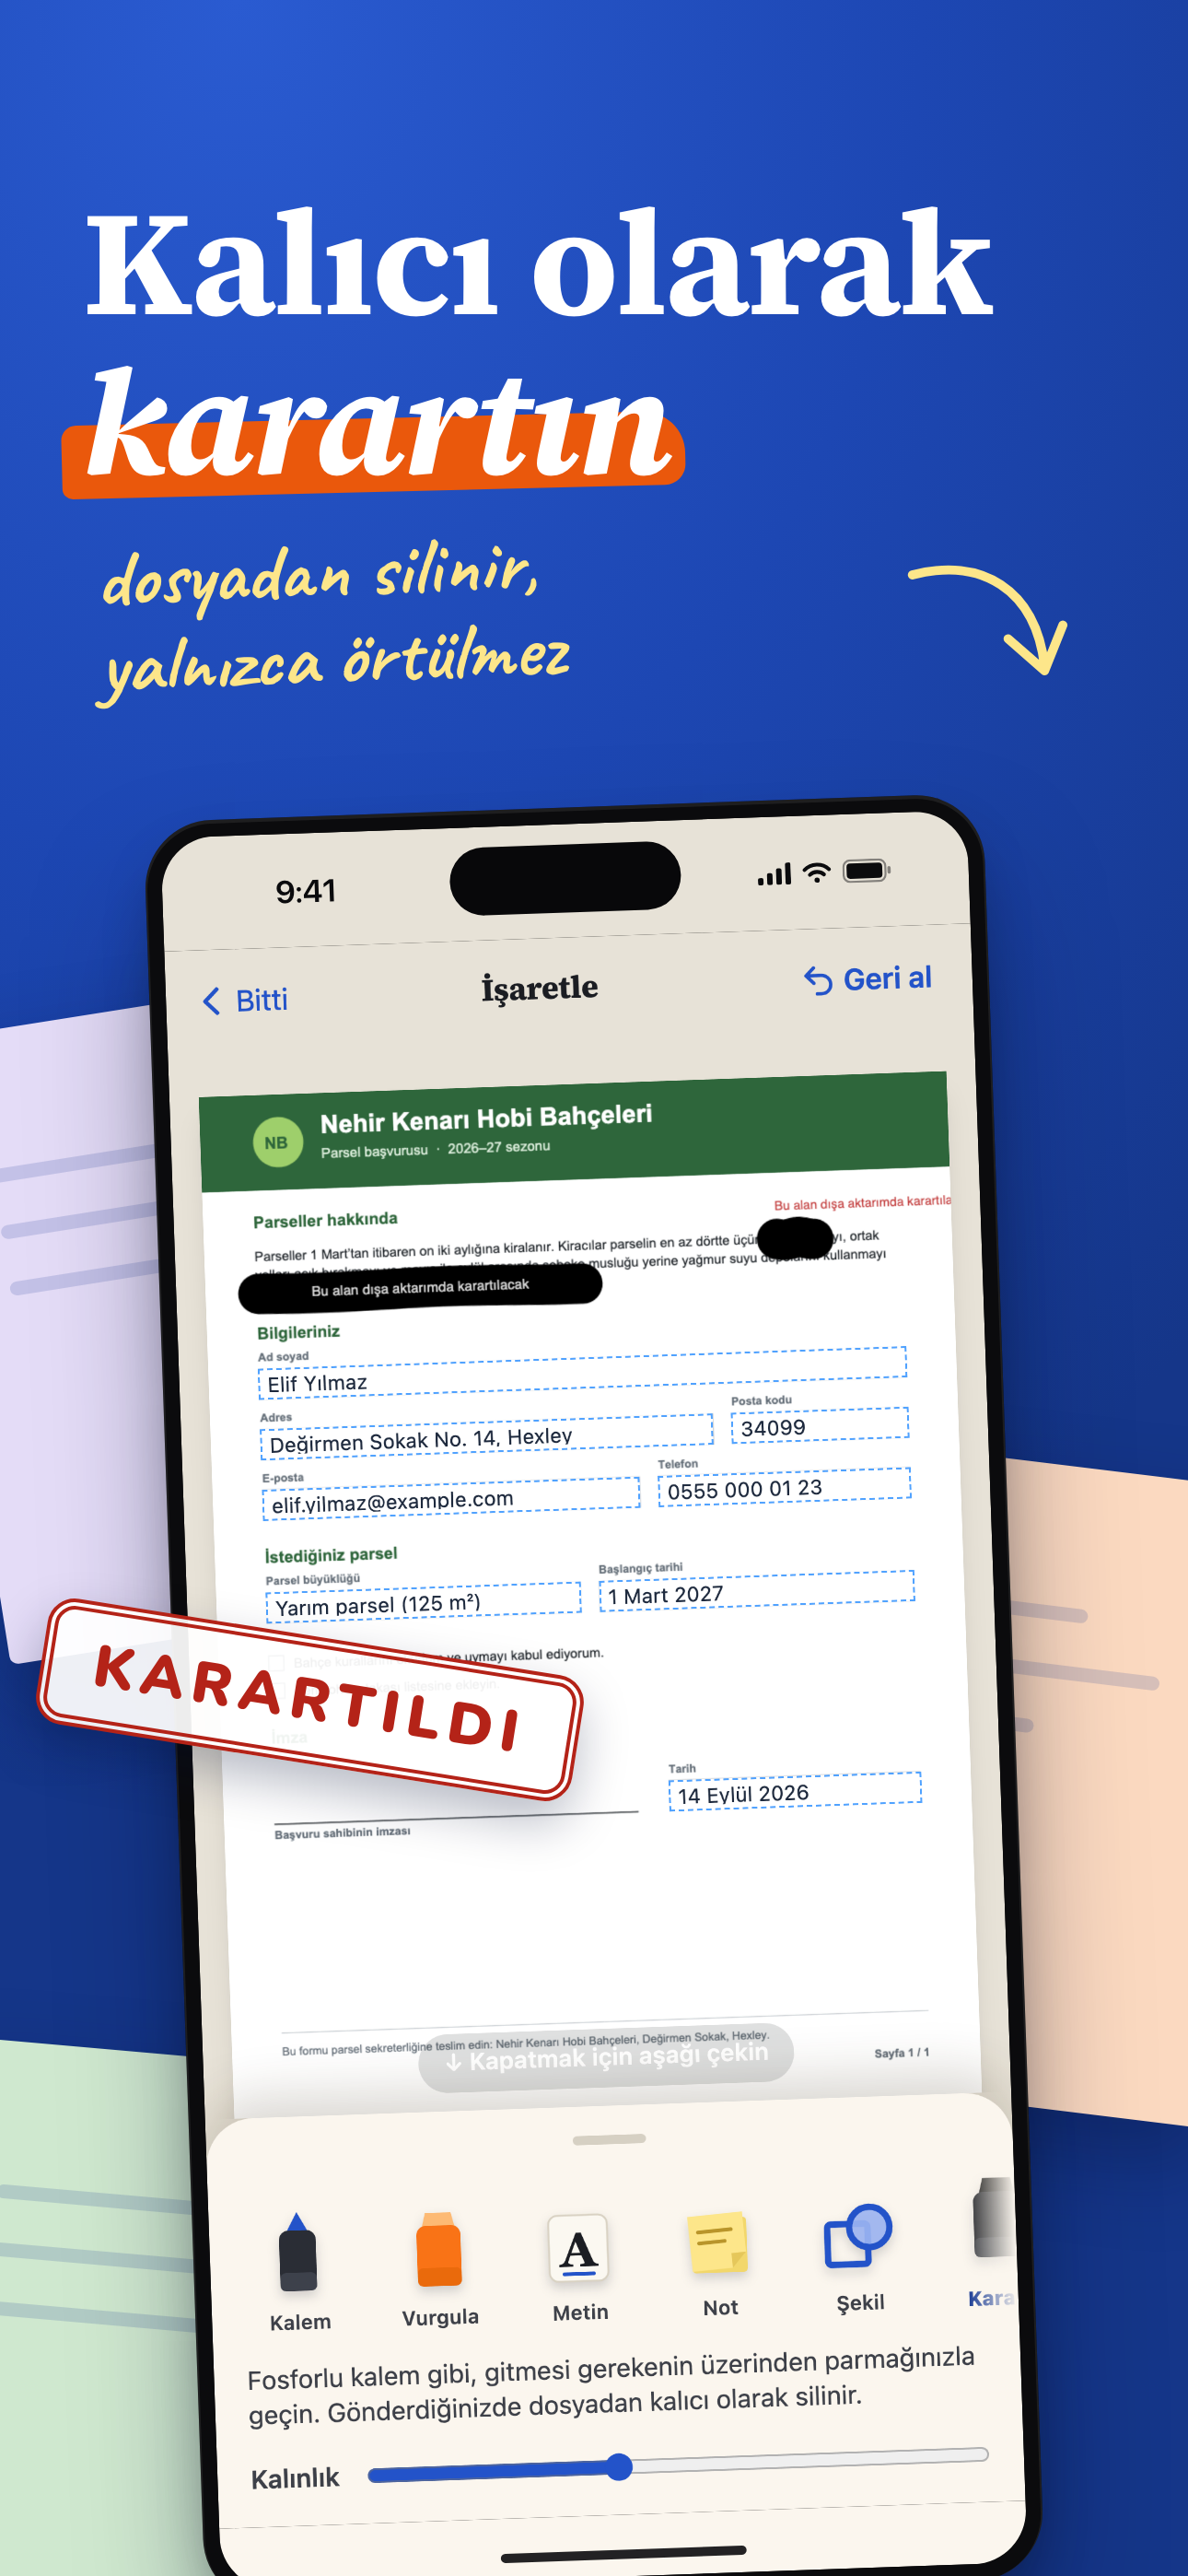 Kalıcı olarak
karartın
dosyadan silinir,
yalnızca örtülmez
9:41
Bitti
İşaretle
Geri al
NB
Nehir Kenarı Hobi Bahçeleri
Parsel başvurusu · 2026–27 sezonu
Parseller hakkında
Bu alan dışa aktarımda
Parseller 1 Mart'tan itibaren on iki aylığına kiralanır. Kiracılar parselin en az dörtte ortak
musluğu yerine yağmur suyu kullanmayı
Bu alan dışa aktarımda karartılacak
Bilgileriniz
Ad soyad
Elif Yılmaz
Adres
Posta kodu
Değirmen Sokak No. 14, Hexley
34099
E-posta
Telefon
elif.yilmaz@example.com
0555 000 01 23
İstediğiniz parsel
Parsel büyüklüğü
Başlangıç tarihi
Yarım parsel (125 m²)
1 Mart 2027
Bahçe ve uymayı kabul ediyorum.
listesine ekleyin.
KARARTILDI
İmza
Tarih
14 Eylül 2026
Başvuru sahibinin imzası
Bu formu parsel sekreterliğine teslim edin: Nehir Kenarı Hobi Bahçeleri, Değirmen Sokak, Hexley.
Kapatmak için aşağı çekin
Sayfa 1 / 1
Kalem
Vurgula
A
Metin
Not
Şekil
Kara
Fosforlu kalem gibi, gitmesi gerekenin üzerinden parmağınızla
geçin. Gönderdiğinizde dosyadan kalıcı olarak silinir.
Kalınlık